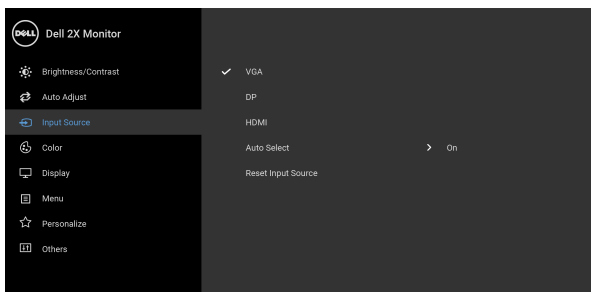 DELL Dell 2X Monitor
Brightness/Contrast
VGA
Auto Adjust
DP
Input Source
HDMI
Color
Auto Select On
Display
Reset Input Source
Menu
Personalize
Others